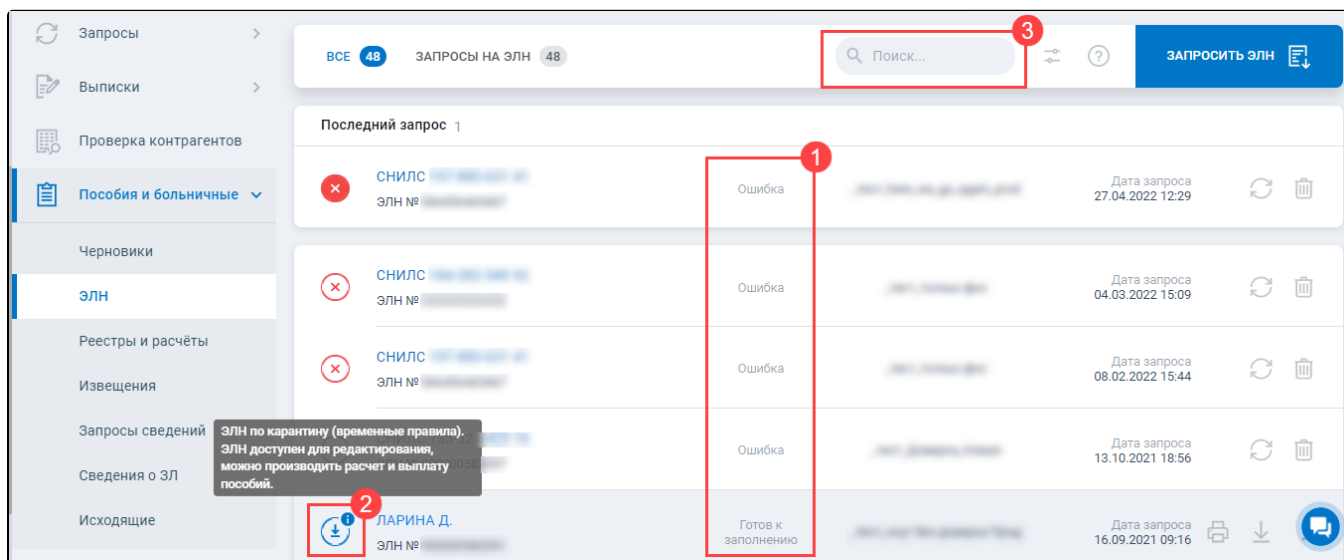 Запросы
Выписки
Проверка контрагентов
Пособия и больничные
Черновики
ЭЛН
Реестры и расчёты
Извещения
Запросы сведений
Сведения о ЗЛ
Исходящие
ВСЕ 48 ЗАПРОСЫ НА ЭЛН 48
Поиск...
3
ЗАПРОСИТЬ ЭЛН
Последний запрос 1
1
СНИЛС
ЭЛН №
Ошибка
Дата запроса
27.04.2022 12:29
СНИЛС
ЭЛН №
Ошибка
Дата запроса
04.03.2022 15:09
СНИЛС
ЭЛН №
Ошибка
Дата запроса
08.02.2022 15:44
ЭЛН по карантину (временные правила).
ЭЛН доступен для редактирования,
можно производить расчет и выплату
пособий.
Ошибка
Дата запроса
13.10.2021 18:56
2
ЛАРИНА Д.
ЭЛН №
Готов к
заполнению
Дата запроса
16.09.2021 09:16